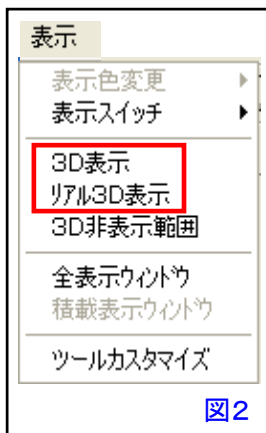 表示
表示色変更
表示スイッチ
3D表示
ﾘｱﾙ3D表示
3D非表示範囲
全表示ｳｨﾝﾄﾞｳ
積載表示ｳｨﾝﾄﾞｳ
ツールカスタマイズ
図2